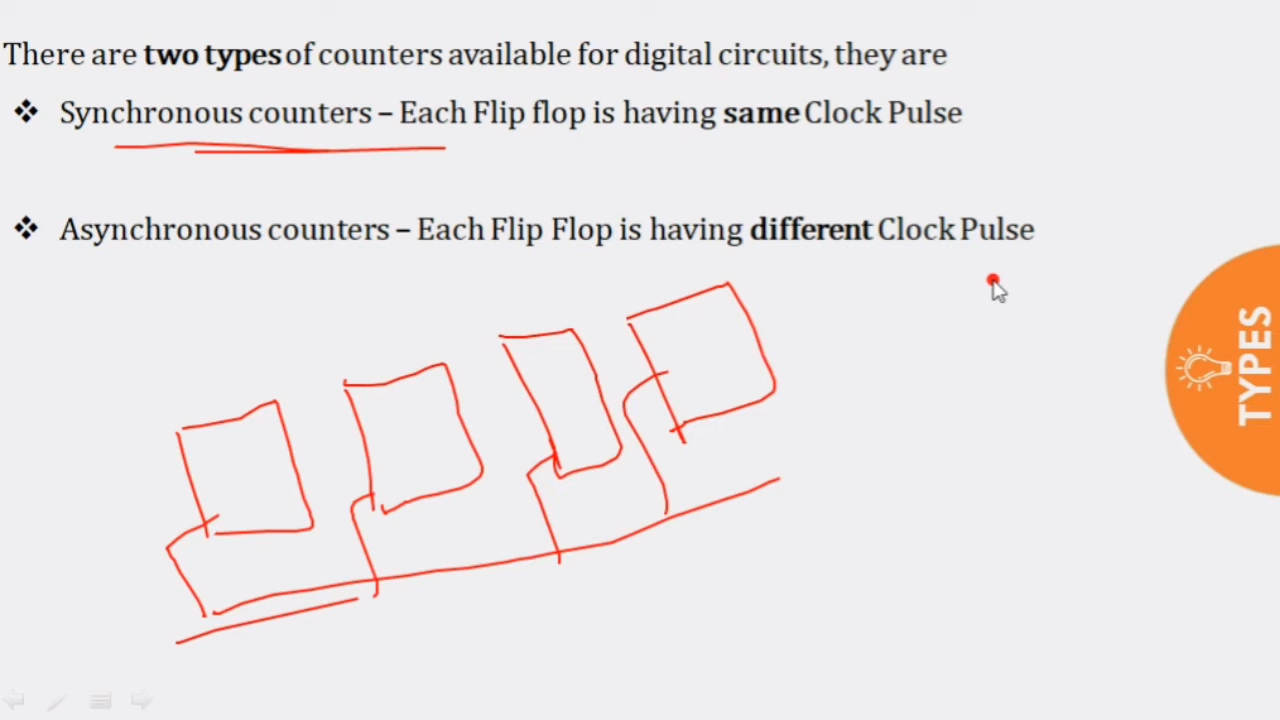 There are two types of counters available for digital circuits, they are
❖ Synchronous counters – Each Flip flop is having same Clock Pulse
❖ Asynchronous counters – Each Flip Flop is having different Clock Pulse
TYPES